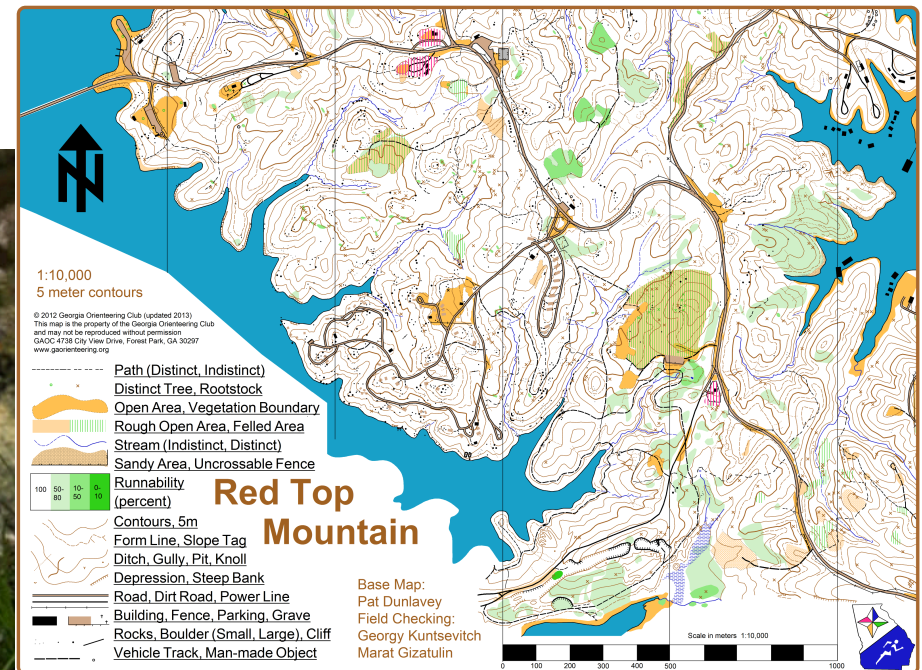 N
1:10,000
5 meter contours
© 2012 Georgia Orienteering Club (updated 2013)
This map is the property of the Georgia Orienteering Club
and may not be reproduced without permission
GAOC 4738 City View Drive, Forest Park, GA 30297
www.gaorienteering.org
Path (Distinct, Indistinct)
Distinct Tree, Rootstock
Open Area, Vegetation Boundary
Rough Open Area, Felled Area
Stream (Indistinct, Distinct)
Sandy Area, Uncrossable Fence
100 50-80 10-50 0-10
Runnability
(percent)
Contours, 5m
Form Line, Slope Tag
Ditch, Gully, Pit, Knoll
Depression, Steep Bank
Road, Dirt Road, Power Line
Building, Fence, Parking, Grave
Rocks, Boulder (Small, Large), Cliff
Vehicle Track, Man-made Object
Red Top
Mountain
Base Map:
Pat Dunlavey
Field Checking:
Georgy Kuntsevitch
Marat Gizatulin
Scale in meters 1:10,000
0 100 200 300 400 500 1000